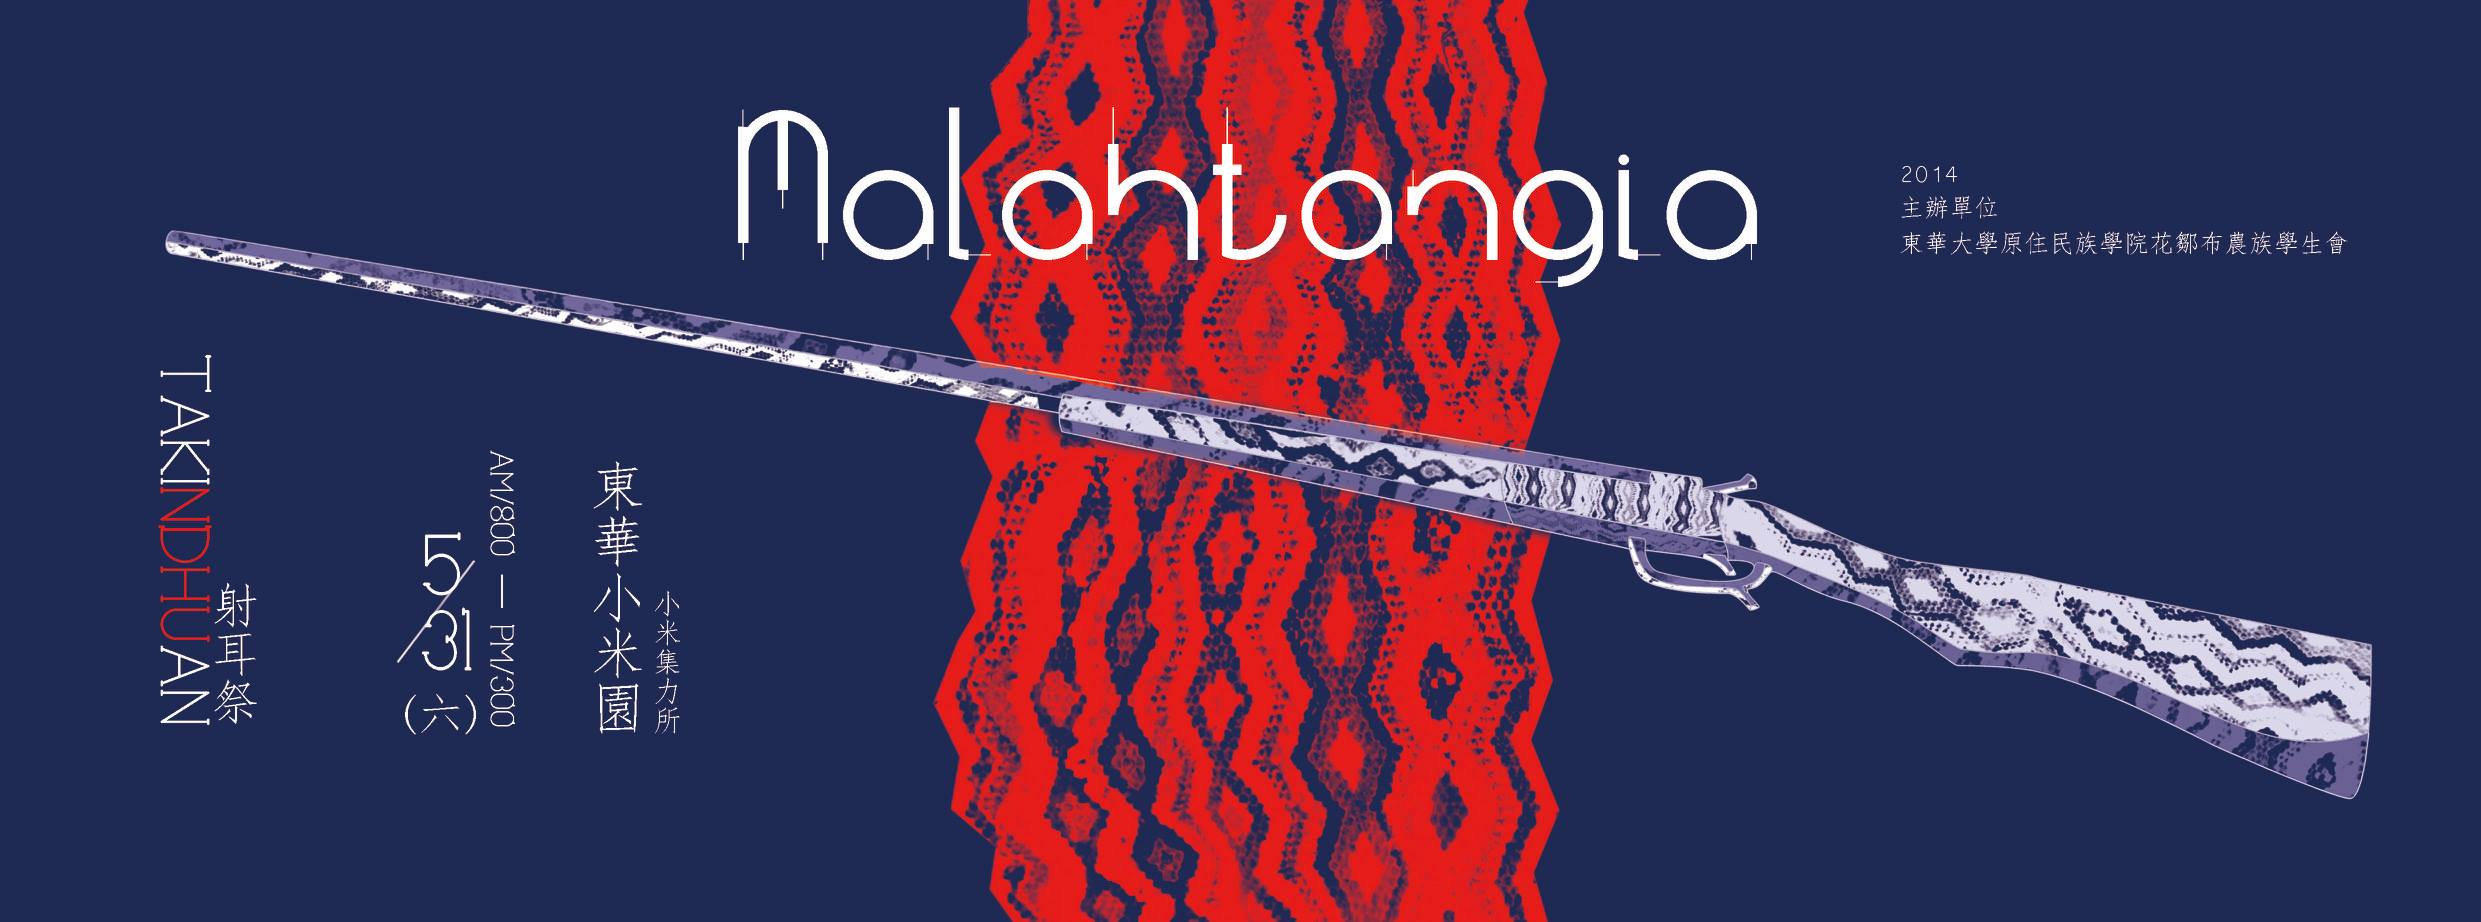 Malahtangia
2014
主辦單位
東華大學原住民族學院花鄒布農族學生會
TAKINDHUAN
射耳祭
5/31
(六)
AM/800 — PM/300
東華小米園
小米集力所